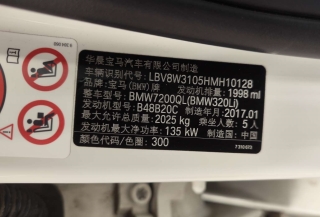 华晨宝马汽车有限公司制造
车辆识别代号: LBV8W3105HMH10128
发动机排量: 1998 ml
品牌: 宝马(BMW)牌
整车型号: BMW7200QL(BMW320Li)
发动机型号: B48B20C 制造年月: 2017.01
最大允许总质量: 2025 kg 乘坐人数: 5 人
发动机最大净功率: 135 kW 制造国: 中国
颜色代码/色号: 300